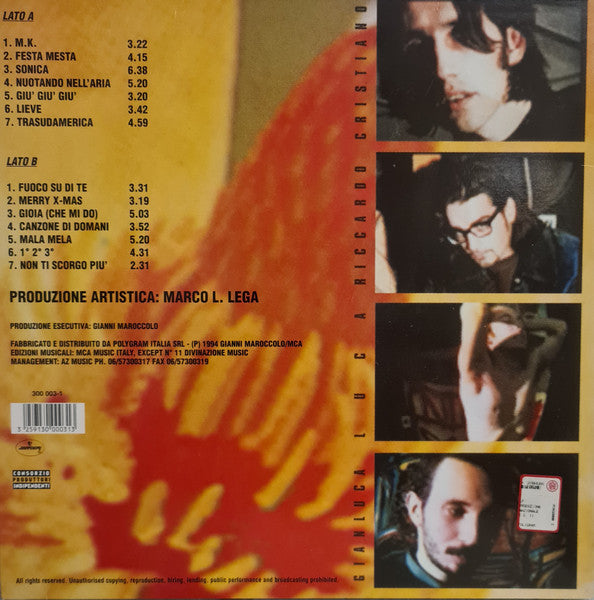 LATO A
1. M.K. 3.22
2. FESTA MESTA 4.15
3. SONICA 6.38
4. NUOTANDO NELL'ARIA 5.20
5. GIU' GIU' GIU' 3.20
6. LIEVE 3.42
7. TRASUDAMERICA 4.59
LATO B
1. FUOCO SU DI TE 3.31
2. MERRY X-MAS 3.19
3. GIOIA (CHE MI DO) 5.03
4. CANZONE DI DOMANI 3.52
5. MALA MELA 5.20
6. 1° 2° 3° 4.31
7. NON TI SCORGO PIU' 2.31
PRODUZIONE ARTISTICA: MARCO L. LEGA
PRODUZIONE ESECUTIVA: GIANNI MAROCCOLO
FABBRICATO E DISTRIBUITO DA POLYGRAM ITALIA SRL - (P) 1994 GIANNI MAROCCOLO/MCA
EDIZIONI MUSICALI: MCA MUSIC ITALY, EXCEPT N° 11 DIVINAZIONE MUSIC
MANAGEMENT: AZ MUSIC PH. 06/57300317 FAX 06/57300319
300 003-1
3 259130 000313
CONSORZIO
PRODUTTORI
INDIPENDENTI
GIANLUCA LUCA RICCARDO CRISTIANO
All rights reserved. Unauthorised copying, reproduction, hiring, lending, public performance and broadcasting prohibited.